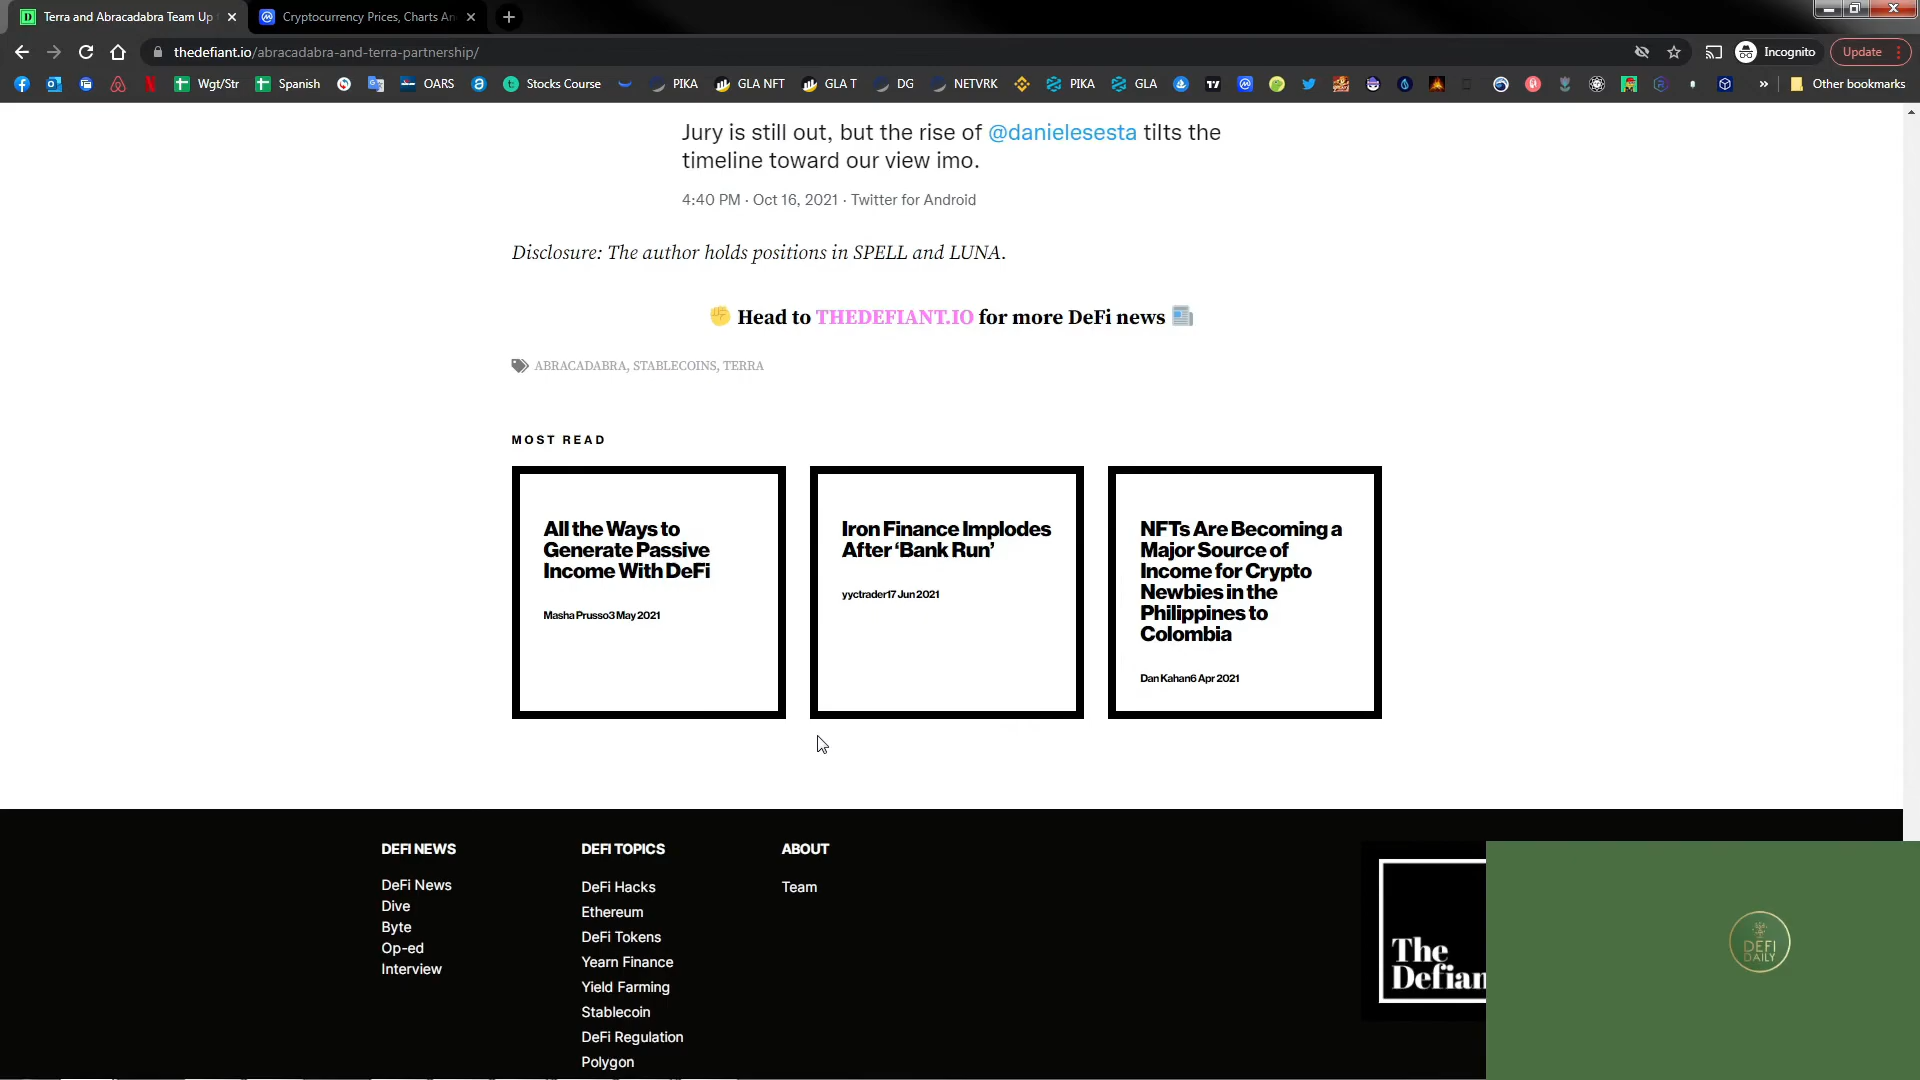 Terra and Abracadabra Team Up
Cryptocurrency Prices, Charts An
thedefiant.io/abracadabra-and-terra-partnership/
Incognito
Update
Wgt/Str
Spanish
OARS
Stocks Course
PIKA
GLA NFT
GLA T
DG
NETVRK
PIKA
GLA
»
Other bookmarks
Jury is still out, but the rise of @danielesesta tilts the
timeline toward our view imo.
4:40 PM · Oct 16, 2021 · Twitter for Android
Disclosure: The author holds positions in SPELL and LUNA.
✊ Head to THEDEFIANT.IO for more DeFi news 📰
ABRACADABRA, STABLECOINS, TERRA
MOST READ
All the Ways to
Generate Passive
Income With DeFi
Masha Prusso3 May 2021
Iron Finance Implodes
After ‘Bank Run’
yyctrader17 Jun 2021
NFTs Are Becoming a
Major Source of
Income for Crypto
Newbies in the
Philippines to
Colombia
Dan Kahan6 Apr 2021
DEFI NEWS
DeFi News
Dive
Byte
Op-ed
Interview
DEFI TOPICS
DeFi Hacks
Ethereum
DeFi Tokens
Yearn Finance
Yield Farming
Stablecoin
DeFi Regulation
Polygon
ABOUT
Team
The
Defian
DEFI
DAILY